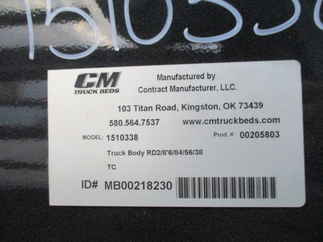 1510338
CM
TRUCK BEDS
Manufactured by
Contract Manufacturer, LLC.
103 Titan Road, Kingston, OK 73439
580.564.7537 www.cmtruckbeds.com
MODEL: 1510338 Prod.#: 00205803
Truck Body RD2/8'6/84/56/38
TC
ID# MB00218230